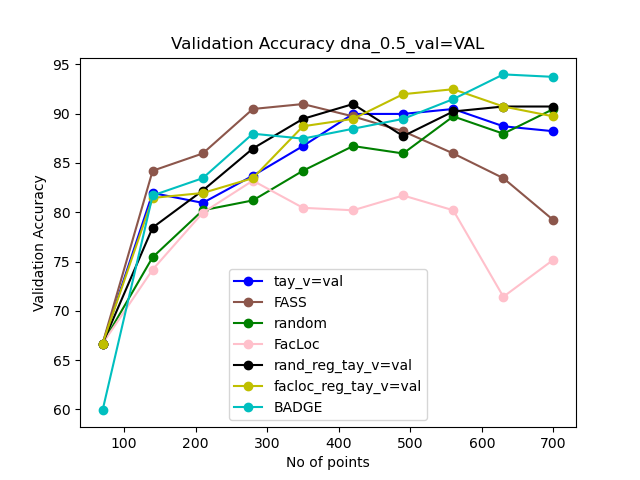 Validation Accuracy dna_0.5_val=VAL
95
90
85
80
75
70
65
60
Validation Accuracy
tay_v=val
FASS
random
FacLoc
rand_reg_tay_v=val
facloc_reg_tay_v=val
BADGE
100 200 300 400 500 600 700
No of points